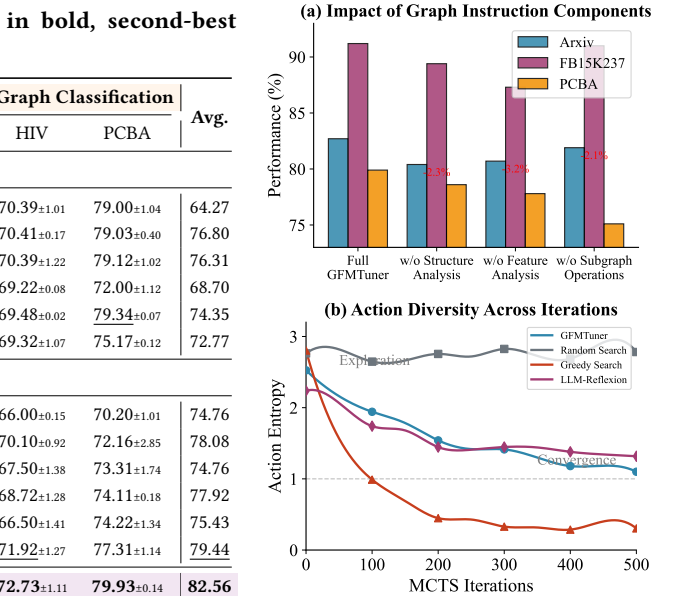 in bold, second-best
Graph Classification
Avg.
HIV PCBA
70.39±1.01 79.00±1.04 64.27
70.41±0.17 79.03±0.40 76.80
70.39±1.22 79.12±1.02 76.31
69.22±0.08 72.00±1.12 68.70
69.48±0.02 79.34±0.07 74.35
69.32±1.07 75.17±0.12 72.77
66.00±0.15 70.20±1.01 74.76
70.10±0.92 72.16±2.85 78.08
67.50±1.38 73.31±1.74 74.76
68.72±1.28 74.11±0.18 77.92
66.50±1.41 74.22±1.34 75.43
71.92±1.27 77.31±1.14 79.44
72.73±1.11 79.93±0.14 82.56
(a) Impact of Graph Instruction Components
Performance (%)
90
85
80
75
Arxiv
FB15K237
PCBA
-2.3%
-3.2%
-2.1%
Full GFMTuner
w/o Structure Analysis
w/o Feature Analysis
w/o Subgraph Operations
(b) Action Diversity Across Iterations
Action Entropy
3
2
1
0
GFMTuner
Random Search
Greedy Search
LLM-Reflexion
Exploration
Convergence
0 100 200 300 400 500
MCTS Iterations